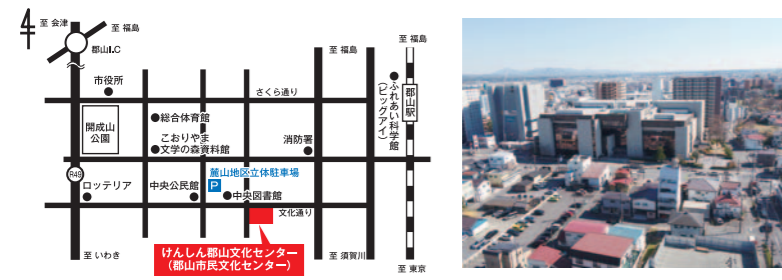 至 会津
至 福島
郡山I.C
至 福島
至 福島
市役所
さくら通り
ふれあい科学館
（ビッグアイ）
郡山駅
開成山
公園
総合体育館
こおりやま
文学の森資料館
消防署
麓山地区立体駐車場
P
R49
ロッテリア
中央公民館
中央図書館
文化通り
至 いわき
けんしん郡山文化センター
（郡山市民文化センター）
至 須賀川
至 東京